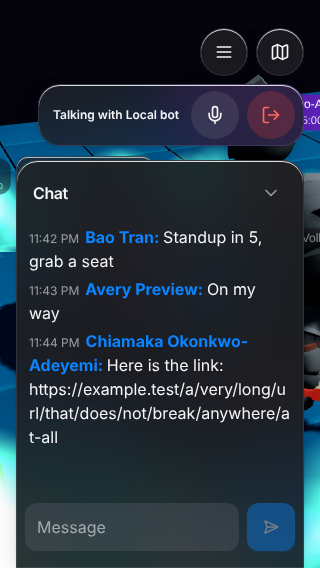 Talking with Local bot
Chat
11:42 PM Bao Tran: Standup in 5,
grab a seat
11:43 PM Avery Preview: On my
way
11:44 PM Chiamaka Okonkwo-
Adeyemi: Here is the link:
https://example.test/a/very/long/u
rl/that/does/not/break/anywhere/a
t-all
Message